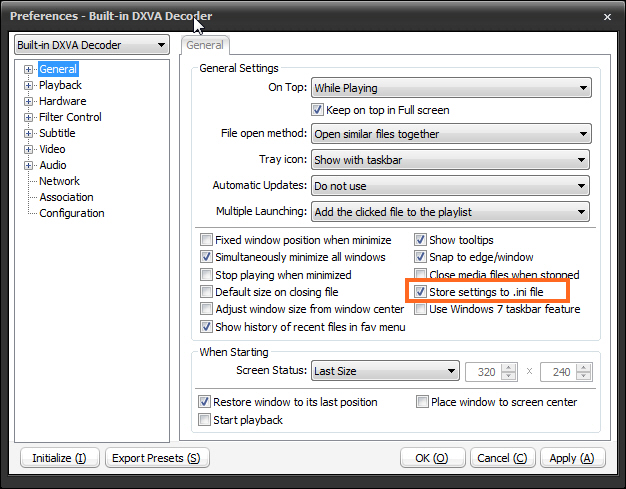 Preferences - Built-in DXVA Decoder
Built-in DXVA Decoder
General
Playback
Hardware
Filter Control
Subtitle
Video
Audio
Network
Association
Configuration
General
General Settings
On Top: While Playing
Keep on top in Full screen
File open method: Open similar files together
Tray icon: Show with taskbar
Automatic Updates: Do not use
Multiple Launching: Add the clicked file to the playlist
Fixed window position when minimize
Show tooltips
Simultaneously minimize all windows
Snap to edge/window
Stop playing when minimized
Close media files when stopped
Default size on closing file
Store settings to .ini file
Adjust window size from window center
Use Windows 7 taskbar feature
Show history of recent files in fav menu
When Starting
Screen Status: Last Size 320 x 240
Restore window to its last position
Place window to screen center
Start playback
Initialize (I)
Export Presets (S)
OK (O)
Cancel (C)
Apply (A)